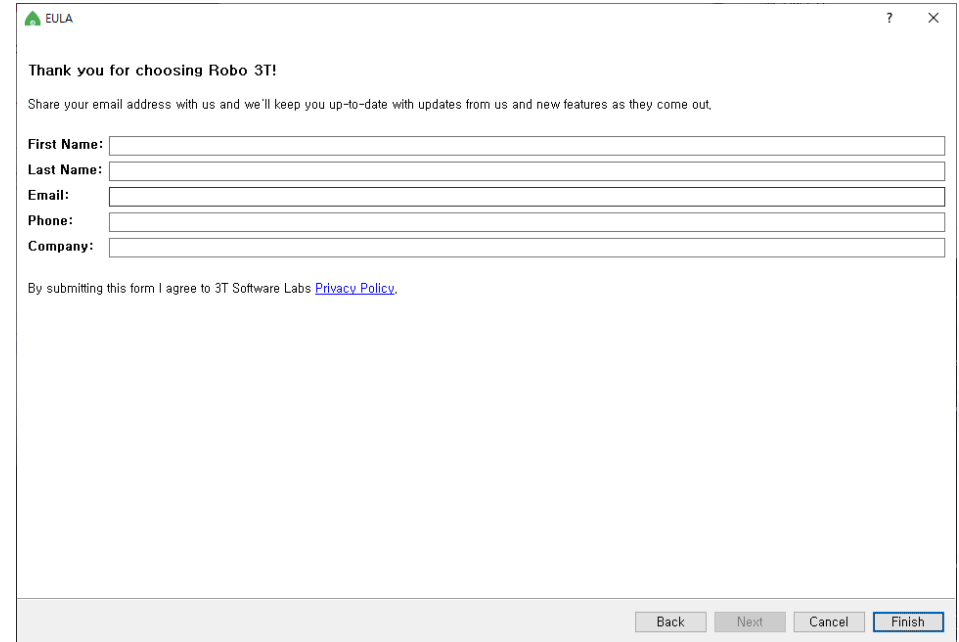 EULA
Thank you for choosing Robo 3T!
Share your email address with us and we'll keep you up-to-date with updates from us and new features as they come out.
First Name:
Last Name:
Email:
Phone:
Company:
By submitting this form I agree to 3T Software Labs Privacy Policy.
Back Next Cancel Finish